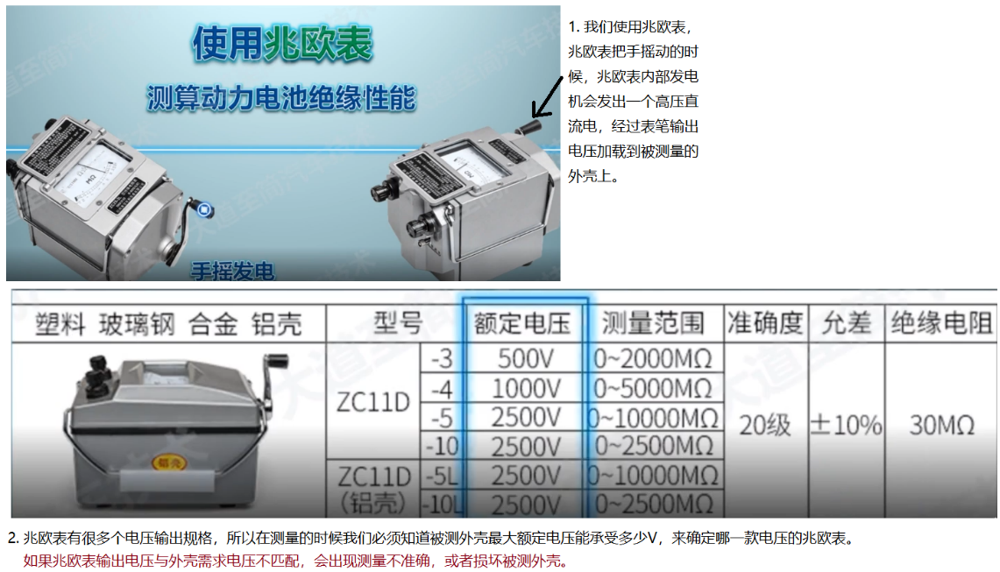 使用兆欧表
测算动力电池绝缘性能
MΩ
手摇发电
1. 我们使用兆欧表，
兆欧表把手摇动的时
候，兆欧表内部发电
机会发出一个高压直
流电，经过表笔输出
电压加载到被测量的
外壳上。
塑料 玻璃钢 合金 铝壳 型号 额定电压 测量范围 准确度 允差 绝缘电阻
ZC11D -3 500V 0~2000MΩ 20级 ±10% 30MΩ
-4 1000V 0~5000MΩ
-5 2500V 0~10000MΩ
-10 2500V 0~2500MΩ
ZC11D -5L 2500V 0~10000MΩ
（铝壳） -10L 2500V 0~2500MΩ
铝壳
2. 兆欧表有很多个电压输出规格，所以在测量的时候我们必须知道被测外壳最大额定电压能承受多少V，来确定哪一款电压的兆欧表。
如果兆欧表输出电压与外壳需求电压不匹配，会出现测量不准确，或者损坏被测外壳。